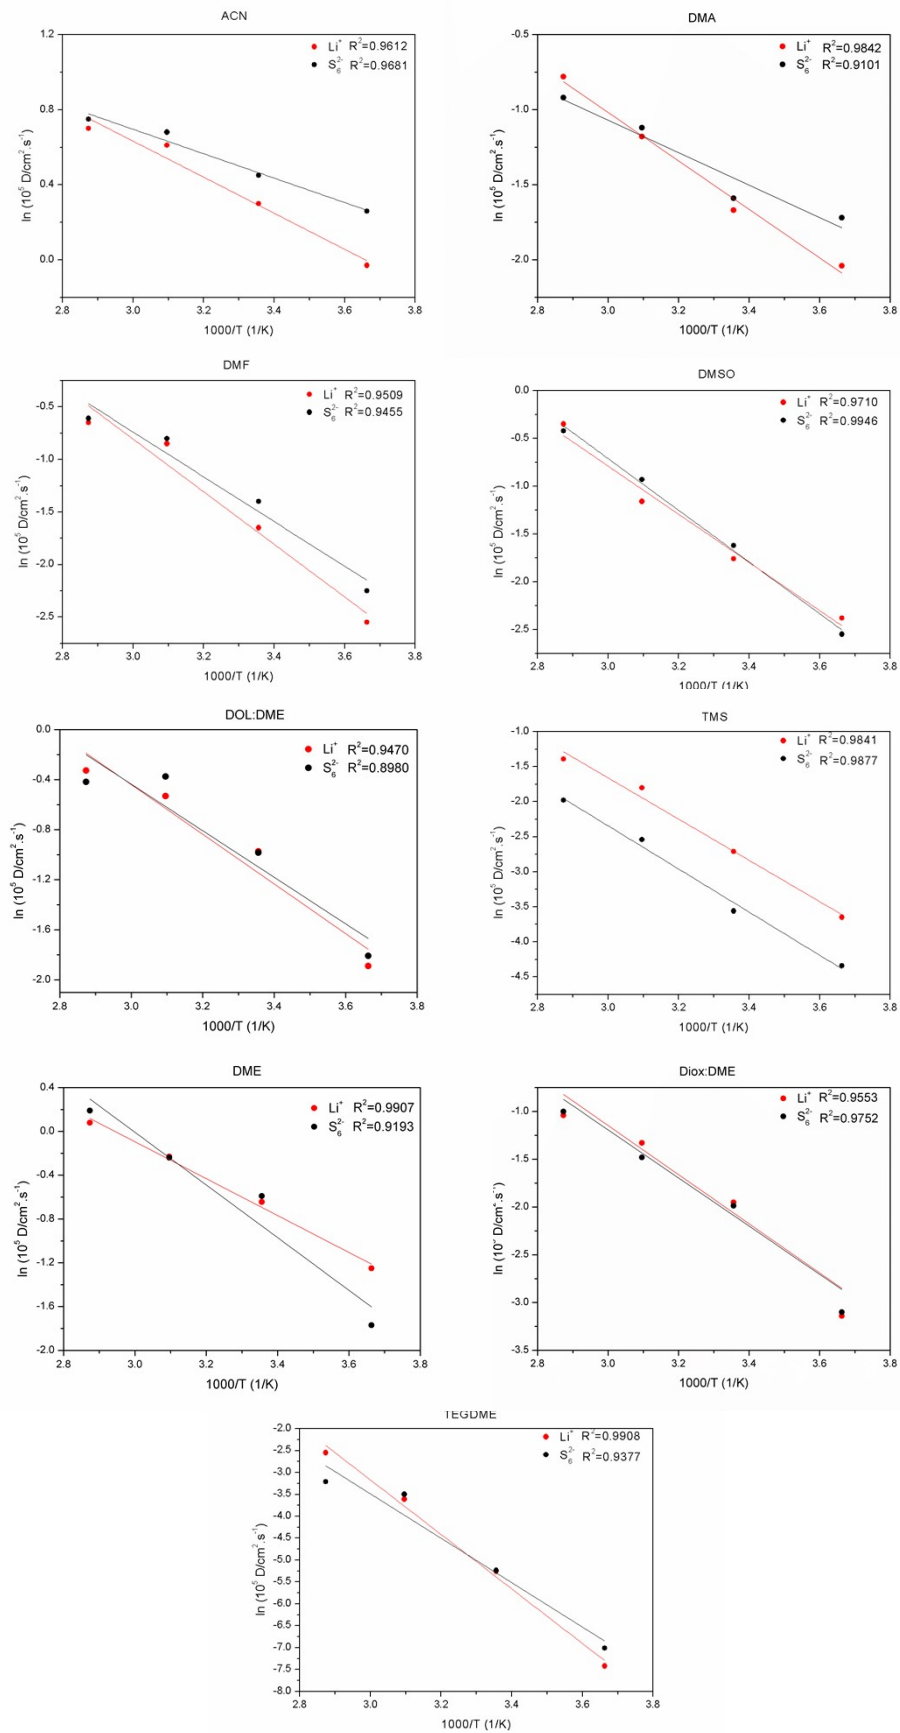 ACN
Li⁺ R²=0.9612
S₆²⁻ R²=0.9681
1.2
0.8
0.4
0.0
ln (10⁵ D/cm².s⁻¹)
2.8 3.0 3.2 3.4 3.6 3.8
1000/T (1/K)
DMA
Li⁺ R²=0.9842
S₆²⁻ R²=0.9101
-0.5
-1.0
-1.5
-2.0
ln (10⁵ D/cm².s⁻¹)
2.8 3.0 3.2 3.4 3.6 3.8
1000/T (1/K)
DMF
Li⁺ R²=0.9509
S₆²⁻ R²=0.9455
-0.5
-1.0
-1.5
-2.0
-2.5
ln (10⁵ D/cm².s⁻¹)
2.8 3.0 3.2 3.4 3.6 3.8
1000/T (1/K)
DMSO
Li⁺ R²=0.9710
S₆²⁻ R²=0.9946
0.0
-0.5
-1.0
-1.5
-2.0
-2.5
ln (10⁵ D/cm².s⁻¹)
2.8 3.0 3.2 3.4 3.6 3.8
1000/T (1/K)
DOL:DME
Li⁺ R²=0.9470
S₆²⁻ R²=0.8980
0.0
-0.4
-0.8
-1.2
-1.6
-2.0
ln (10⁵ D/cm².s⁻¹)
2.8 3.0 3.2 3.4 3.6 3.8
1000/T (1/K)
TMS
Li⁺ R²=0.9841
S₆²⁻ R²=0.9877
-1.0
-1.5
-2.0
-2.5
-3.0
-3.5
-4.0
-4.5
ln (10⁵ D/cm².s⁻¹)
2.8 3.0 3.2 3.4 3.6 3.8
1000/T (1/K)
DME
Li⁺ R²=0.9907
S₆²⁻ R²=0.9193
0.4
0.0
-0.4
-0.8
-1.2
-1.6
-2.0
ln (10⁵ D/cm².s⁻¹)
2.8 3.0 3.2 3.4 3.6 3.8
1000/T (1/K)
Diox:DME
Li⁺ R²=0.9553
S₆²⁻ R²=0.9752
-1.0
-1.5
-2.0
-2.5
-3.0
-3.5
ln (10⁵ D/cm².s⁻¹)
2.8 3.0 3.2 3.4 3.6 3.8
1000/T (1/K)
TEGDME
Li⁺ R²=0.9908
S₆²⁻ R²=0.9377
-2.0
-2.5
-3.0
-3.5
-4.0
-4.5
-5.0
-5.5
-6.0
-6.5
-7.0
-7.5
-8.0
ln (10⁵ D/cm².s⁻¹)
2.8 3.0 3.2 3.4 3.6 3.8
1000/T (1/K)